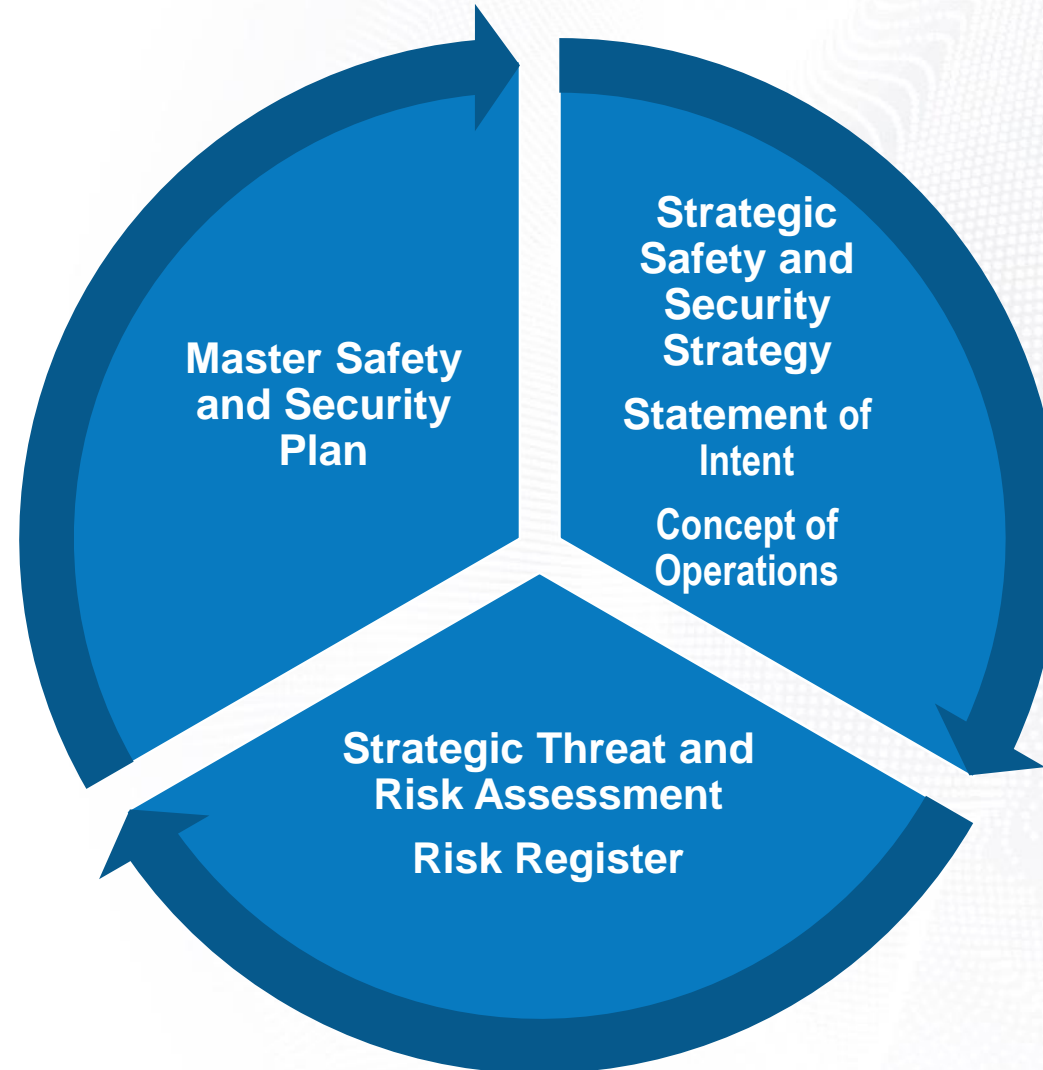 Strategic
Safety and
Security
Strategy
Statement of
Intent
Concept of
Operations
Strategic Threat and
Risk Assessment
Risk Register
Master Safety
and Security
Plan